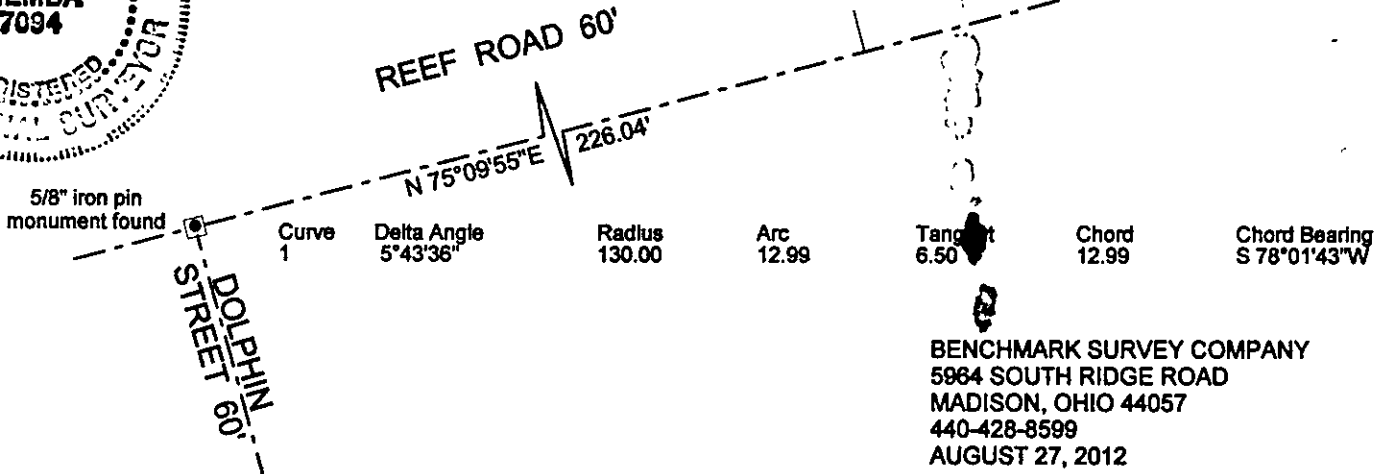 7094
REGISTERED
SURVEYOR
REEF ROAD 60'
N 75°09'55"E 226.04'
5/8" iron pin
monument found
Curve Delta Angle Radius Arc Chord Chord Bearing
1 5°43'36" 130.00 12.99 6.50 12.99 S 78°01'43"W
DOLPHIN
STREET 60'
BENCHMARK SURVEY COMPANY
5964 SOUTH RIDGE ROAD
MADISON, OHIO 44057
440-428-8599
AUGUST 27, 2012